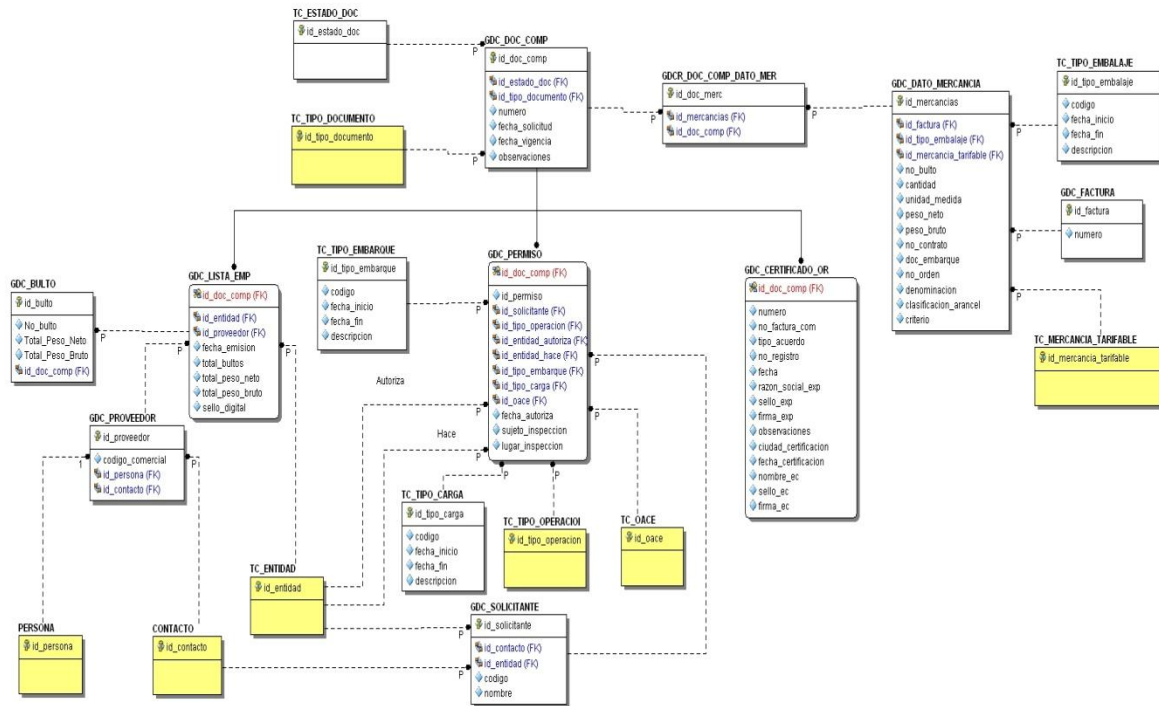 TC_ESTADO_DOC
id_estado_doc
P
GDC_DOC_COMP
id_doc_comp
id_estado_doc (FK)
id_tipo_documento (FK)
numero
fecha_solicitud
fecha_vigencia
observaciones
TC_TIPO_DOCUMENTO
id_tipo_documento
P
GDCR_DOC_COMP_DATO_MER
id_doc_merc
id_mercancias (FK)
id_doc_comp (FK)
P
P
GDC_DATO_MERCANCIA
id_mercancias
id_factura (FK)
id_tipo_embalaje (FK)
id_mercancia_tarifable (FK)
no_bulto
cantidad
unidad_medida
peso_neto
peso_bruto
no_contrato
doc_embarque
no_orden
denominacion
clasificacion_arancel
criterio
P
P
P
TC_TIPO_EMBALAJE
id_tipo_embalaje
codigo
fecha_inicio
fecha_fin
descripcion
GDC_FACTURA
id_factura
numero
TC_MERCANCIA_TARIFABLE
id_mercancia_tarifable
GDC_BULTO
id_bulto
No_bulto
Total_Peso_Neto
Total_Peso_Bruto
id_doc_comp (FK)
P
GDC_LISTA_EMP
id_doc_comp (FK)
id_entidad (FK)
id_proveedor (FK)
fecha_emision
total_bultos
total_peso_neto
total_peso_bruto
sello_digital
P
P
TC_TIPO_EMBARQUE
id_tipo_embarque
codigo
fecha_inicio
fecha_fin
descripcion
P
GDC_PERMISO
id_doc_comp (FK)
id_permiso
id_solicitante (FK)
id_tipo_operacion (FK)
id_entidad_autoriza (FK)
id_entidad_hace (FK)
id_tipo_embarque (FK)
id_tipo_carga (FK)
id_oace (FK)
fecha_autoriza
sujeto_inspeccion
lugar_inspeccion
P
P
Autoriza
P
Hace
P
P
P
GDC_CERTIFICADO_OR
id_doc_comp (FK)
numero
no_factura_com
tipo_acuerdo
no_registro
fecha
razon_social_exp
sello_exp
firma_exp
observaciones
ciudad_certificacion
fecha_certificacion
nombre_ec
sello_ec
firma_ec
GDC_PROVEEDOR
id_proveedor
codigo_comercial
id_persona (FK)
id_contacto (FK)
1
P
TC_TIPO_CARGA
id_tipo_carga
codigo
fecha_inicio
fecha_fin
descripcion
TC_TIPO_OPERACIOI
id_tipo_operacion
TC_OACE
id_oace
TC_ENTIDAD
id_entidad
PERSONA
id_persona
CONTACTO
id_contacto
GDC_SOLICITANTE
id_solicitante
id_contacto (FK)
id_entidad (FK)
codigo
nombre
P
P